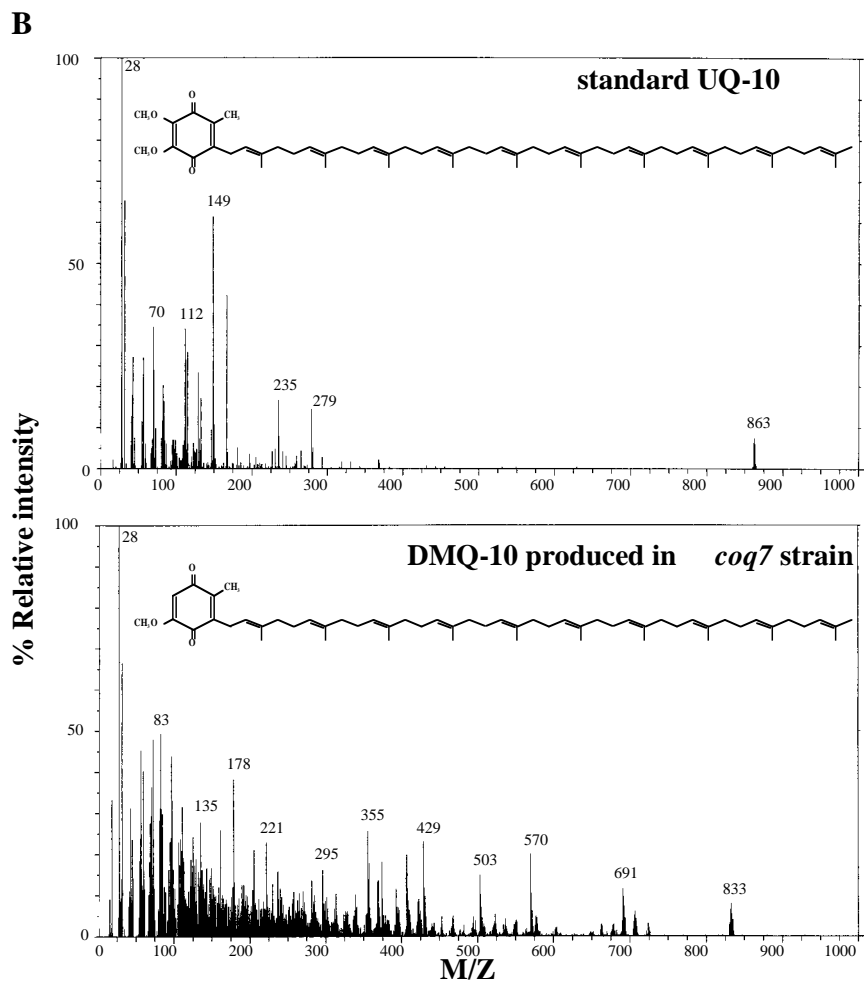 B
100
28
standard UQ-10
O
CH₃O
CH₃
CH₃O
O
149
50
70
112
235
279
863
0
0 100 200 300 400 500 600 700 800 900 1000
% Relative intensity
100
28
DMQ-10 produced in coq7 strain
O
CH₃
CH₃O
O
50
83
178
135
221
295
355
429
503
570
691
833
0
0 100 200 300 400 500 600 700 800 900 1000
M/Z